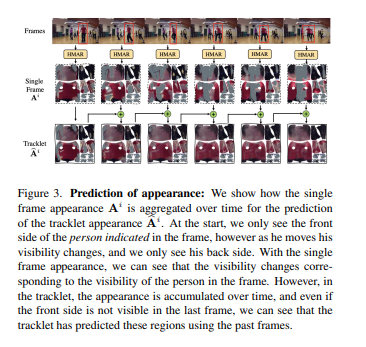 Frames
HMAR HMAR HMAR HMAR HMAR HMAR
Single
Frame
Aⁱ
Tracklet
Âⁱ
Figure 3. Prediction of appearance: We show how the single
frame appearance Aⁱ is aggregated over time for the prediction
of the tracklet appearance Âⁱ. At the start, we only see the front
side of the person indicated in the frame, however as he moves his
visibility changes, and we only see his back side. With the single
frame appearance, we can see that the visibility changes corre-
sponding to the visibility of the person in the frame. However, in
the tracklet, the appearance is accumulated over time, and even if
the front side is not visible in the last frame, we can see that the
tracklet has predicted these regions using the past frames.